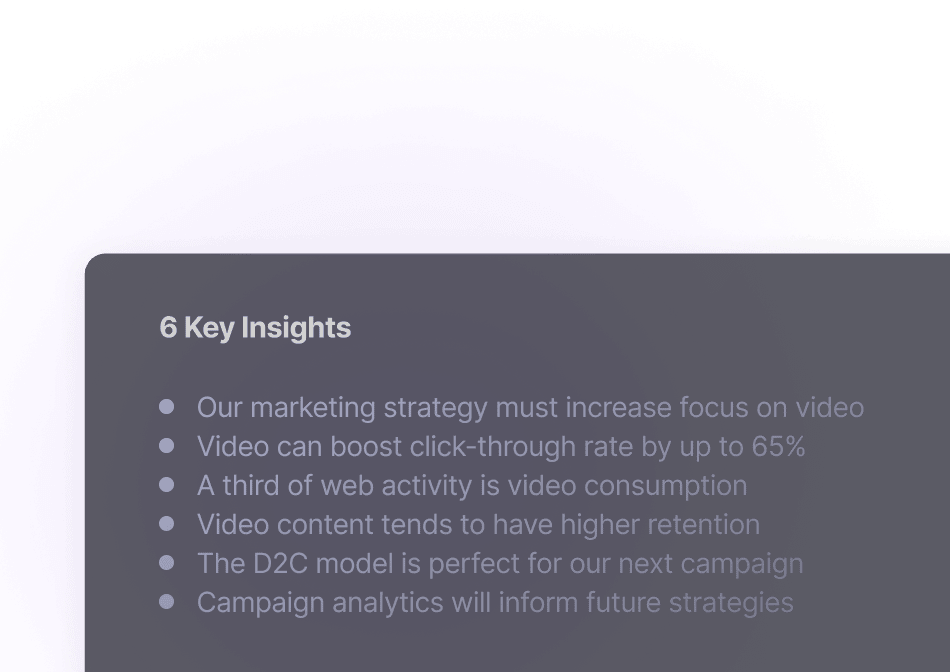 6 Key Insights
Our marketing strategy must increase focus on video
Video can boost click-through rate by up to 65%
A third of web activity is video consumption
Video content tends to have higher retention
The D2C model is perfect for our next campaign
Campaign analytics will inform future strategies